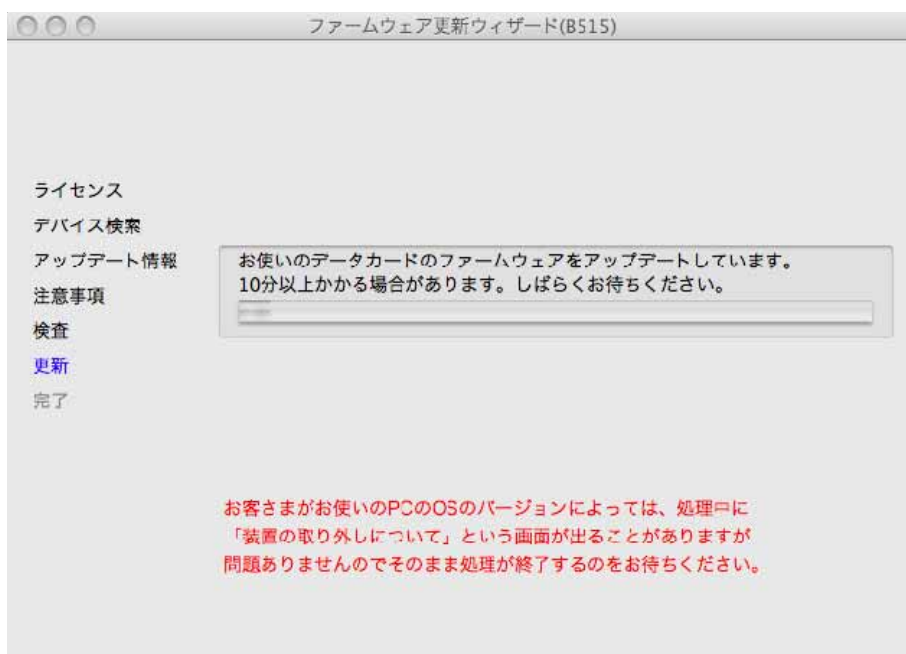 ファームウェア更新ウィザード(B515)
ライセンス
デバイス検索
アップデート情報
注意事項
検査
更新
完了
お使いのデータカードのファームウェアをアップデートしています。
10分以上かかる場合があります。しばらくお待ちください。
お客さまがお使いのPCのOSのバージョンによっては、処理中に
「装置の取り外しについて」という画面が出ることがありますが
問題ありませんのでそのまま処理が終了するのをお待ちください。